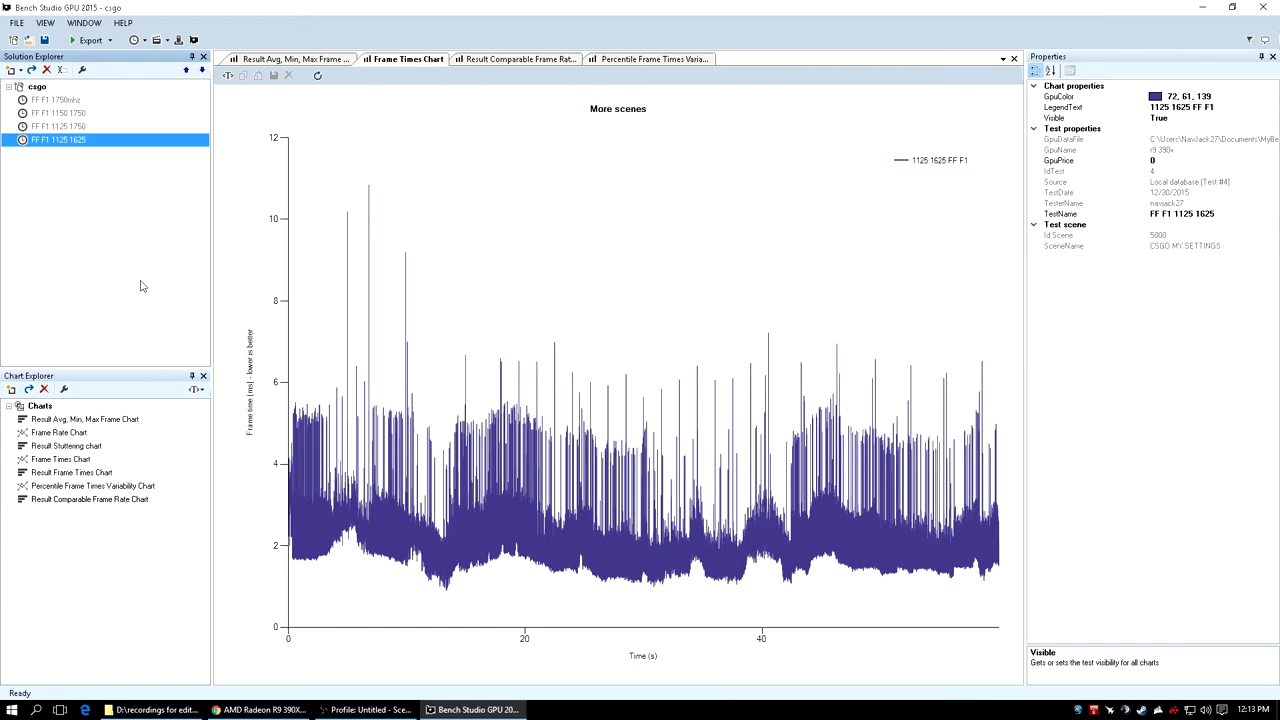 Bench Studio GPU 2015 - csgo
FILE VIEW WINDOW HELP
Export
Solution Explorer
csgo
FF F1 1750mhz
FF F1 1150 1750
FF F1 1125 1750
FF F1 1125 1625
Chart Explorer
Charts
Result Avg, Min, Max Frame Chart
Frame Rate Chart
Result Stuttering chart
Frame Times Chart
Result Frame Times Chart
Percentile Frame Times Variability Chart
Result Comparable Frame Rate Chart
Result Avg, Min, Max Frame ... Frame Times Chart Result Comparable Frame Rat... Percentile Frame Times Varia...
More scenes
1125 1625 FF F1
12
10
8
6
4
2
0
Frame time (ms) - lower is better
0 20 40
Time (s)
Properties
Chart properties
GpuColor 72, 61, 139
LegendText 1125 1625 FF F1
Visible True
Test properties
GpuDataFile C:\Users\NavJack27\Documents\MyBe
GpuName r9 390x
GpuPrice 0
IdTest 4
Source Local database [Test #4]
TestDate 12/30/2015
TesterName navjack27
TestName FF F1 1125 1625
Test scene
Id Scene 5000
SceneName CSGO MY SETTINGS
Visible
Gets or sets the test visibility for all charts
Ready
D:\recordings for edit... AMD Radeon R9 390X... Profile: Untitled - Sce... Bench Studio GPU 20... 12:13 PM